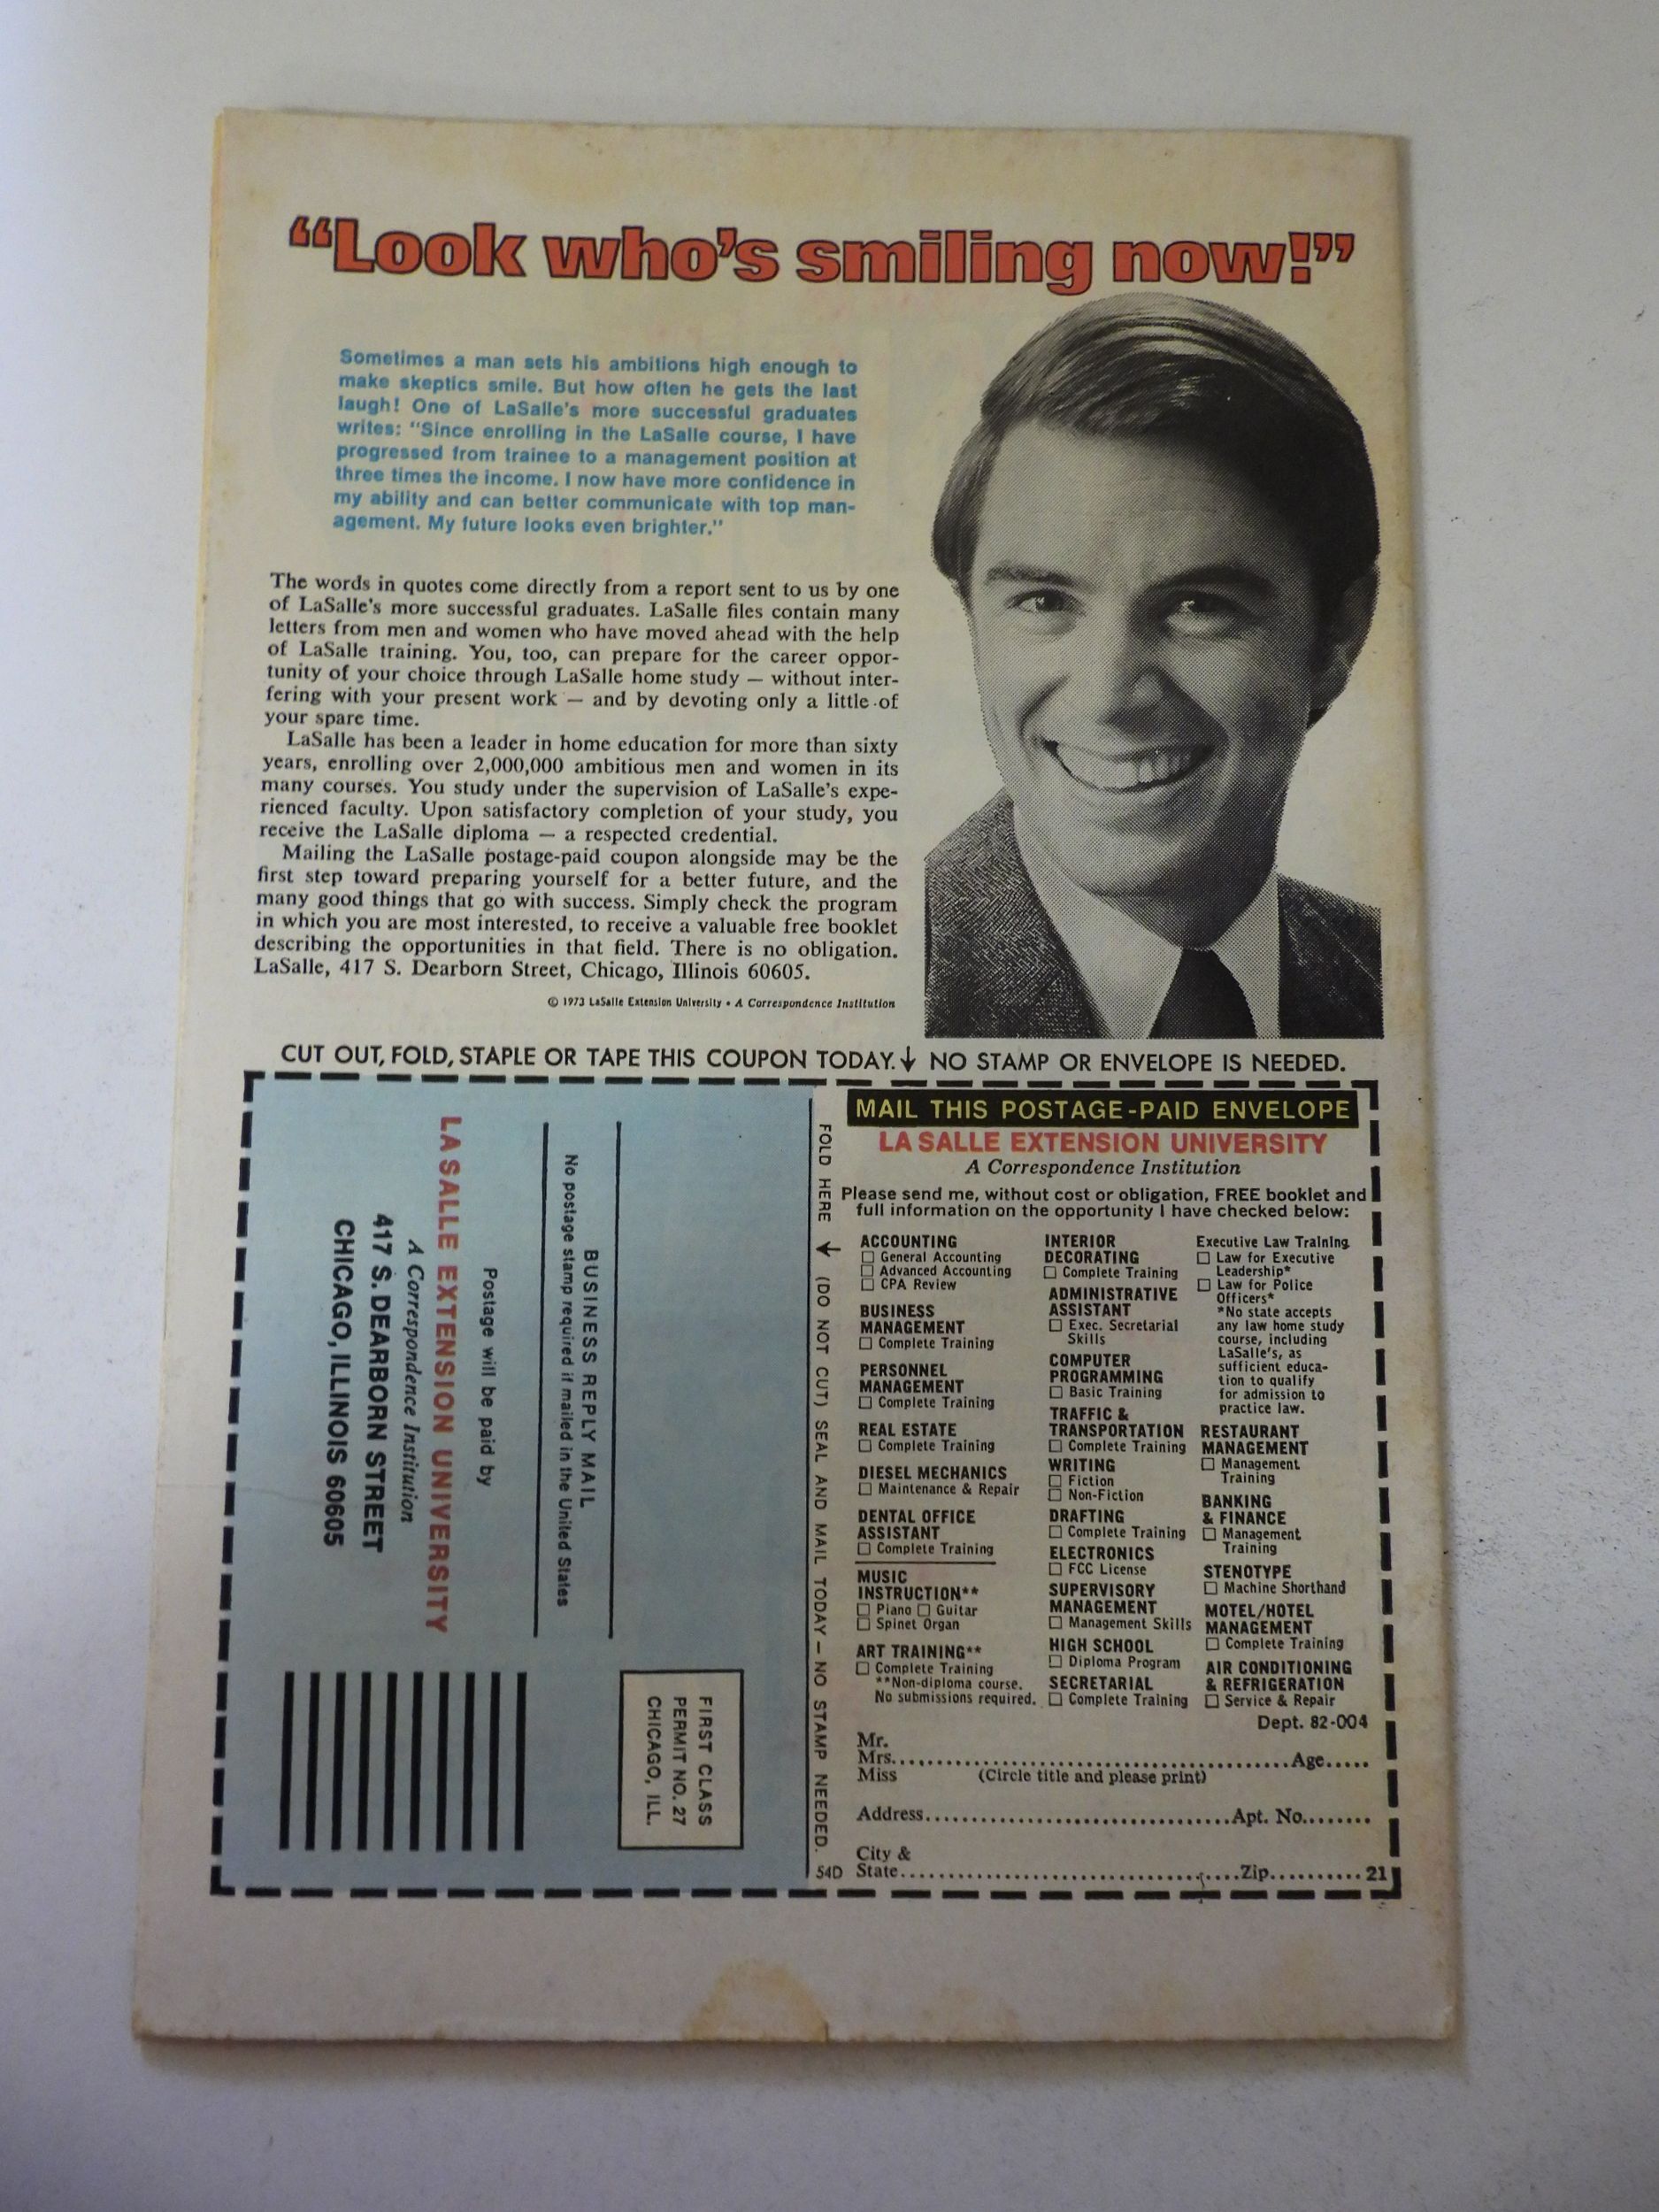 “Look who’s smiling now!”
Sometimes a man sets his ambitions high enough to
make skeptics smile. But how often he gets the last
laugh! One of LaSalle's more successful graduates
writes: "Since enrolling in the LaSalle course, I have
progressed from trainee to a management position at
three times the income. I now have more confidence in
my ability and can better communicate with top man-
agement. My future looks even brighter."
The words in quotes come directly from a report sent to us by one
of LaSalle's more successful graduates. LaSalle files contain many
letters from men and women who have moved ahead with the help
of LaSalle training. You, too, can prepare for the career oppor-
tunity of your choice through LaSalle home study — without inter-
fering with your present work — and by devoting only a little of
your spare time.
LaSalle has been a leader in home education for more than sixty
years, enrolling over 2,000,000 ambitious men and women in its
many courses. You study under the supervision of LaSalle's expe-
rienced faculty. Upon satisfactory completion of your study, you
receive the LaSalle diploma — a respected credential.
Mailing the LaSalle postage-paid coupon alongside may be the
first step toward preparing yourself for a better future, and the
many good things that go with success. Simply check the program
in which you are most interested, to receive a valuable free booklet
describing the opportunities in that field. There is no obligation.
LaSalle, 417 S. Dearborn Street, Chicago, Illinois 60605.
© 1973 LaSalle Extension University • A Correspondence Institution
CUT OUT, FOLD, STAPLE OR TAPE THIS COUPON TODAY. ↓ NO STAMP OR ENVELOPE IS NEEDED.
FIRST CLASS
PERMIT NO. 27
CHICAGO, ILL.
BUSINESS REPLY MAIL
No postage stamp required if mailed in the United States
Postage will be paid by
LA SALLE EXTENSION UNIVERSITY
A Correspondence Institution
417 S. DEARBORN STREET
CHICAGO, ILLINOIS 60605
FOLD HERE ↓ (DO NOT CUT) SEAL AND MAIL TODAY — NO STAMP NEEDED.
54D
MAIL THIS POSTAGE-PAID ENVELOPE
LA SALLE EXTENSION UNIVERSITY
A Correspondence Institution
Please send me, without cost or obligation, FREE booklet and
full information on the opportunity I have checked below:
ACCOUNTING
☐ General Accounting
☐ Advanced Accounting
☐ CPA Review
BUSINESS
MANAGEMENT
☐ Complete Training
PERSONNEL
MANAGEMENT
☐ Complete Training
REAL ESTATE
☐ Complete Training
DIESEL MECHANICS
☐ Maintenance & Repair
DENTAL OFFICE
ASSISTANT
☐ Complete Training
MUSIC
INSTRUCTION**
☐ Piano ☐ Guitar
☐ Spinet Organ
ART TRAINING**
☐ Complete Training
**Non-diploma course.
No submissions required.
INTERIOR
DECORATING
☐ Complete Training
ADMINISTRATIVE
ASSISTANT
☐ Exec. Secretarial
Skills
COMPUTER
PROGRAMMING
☐ Basic Training
TRAFFIC &
TRANSPORTATION
☐ Complete Training
WRITING
☐ Fiction
☐ Non-Fiction
DRAFTING
☐ Complete Training
ELECTRONICS
☐ FCC License
SUPERVISORY
MANAGEMENT
☐ Management Skills
HIGH SCHOOL
☐ Diploma Program
SECRETARIAL
☐ Complete Training
Executive Law Training
☐ Law for Executive
Leadership*
☐ Law for Police
Officers*
*No state accepts
any law home study
course, including
LaSalle's, as
sufficient educa-
tion to qualify
for admission to
practice law.
RESTAURANT
MANAGEMENT
☐ Management
Training
BANKING
& FINANCE
☐ Management
Training
STENOTYPE
☐ Machine Shorthand
MOTEL/HOTEL
MANAGEMENT
☐ Complete Training
AIR CONDITIONING
& REFRIGERATION
☐ Service & Repair
Dept. 82-004
Mr.
Mrs. Age
Miss (Circle title and please print)
Address Apt. No.
City &
State Zip 21